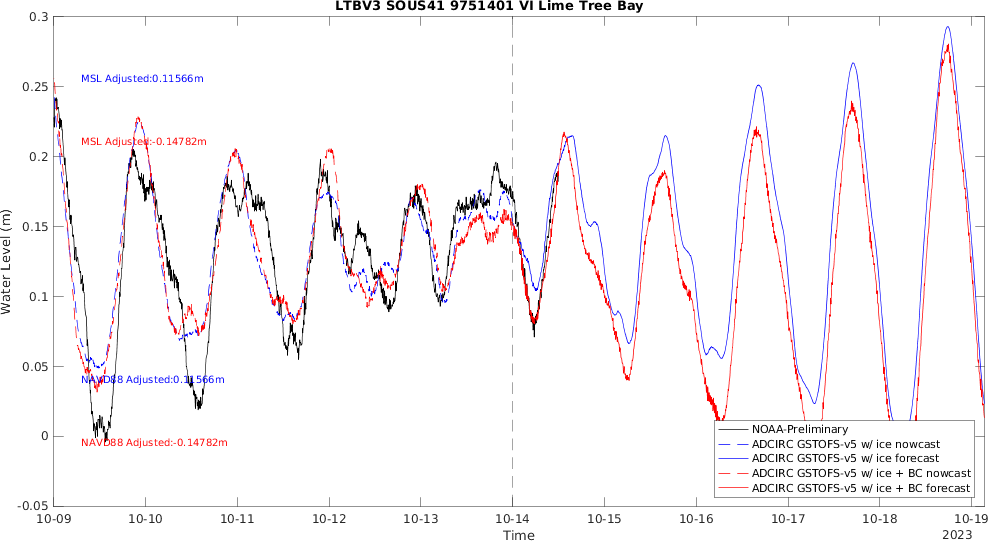 LTBV3 SOUS41 9751401 VI Lime Tree Bay
0.3
0.25
0.2
0.15
0.1
0.05
0
-0.05
Water Level (m)
MSL Adjusted:0.11566m
MSL Adjusted:-0.14782m
NAVD88 Adjusted:0.11566m
NAVD88 Adjusted:-0.14782m
NOAA-Preliminary
ADCIRC GSTOFS-v5 w/ ice nowcast
ADCIRC GSTOFS-v5 w/ ice forecast
ADCIRC GSTOFS-v5 w/ ice + BC nowcast
ADCIRC GSTOFS-v5 w/ ice + BC forecast
10-09 10-10 10-11 10-12 10-13 10-14 10-15 10-16 10-17 10-18 10-19
Time
2023